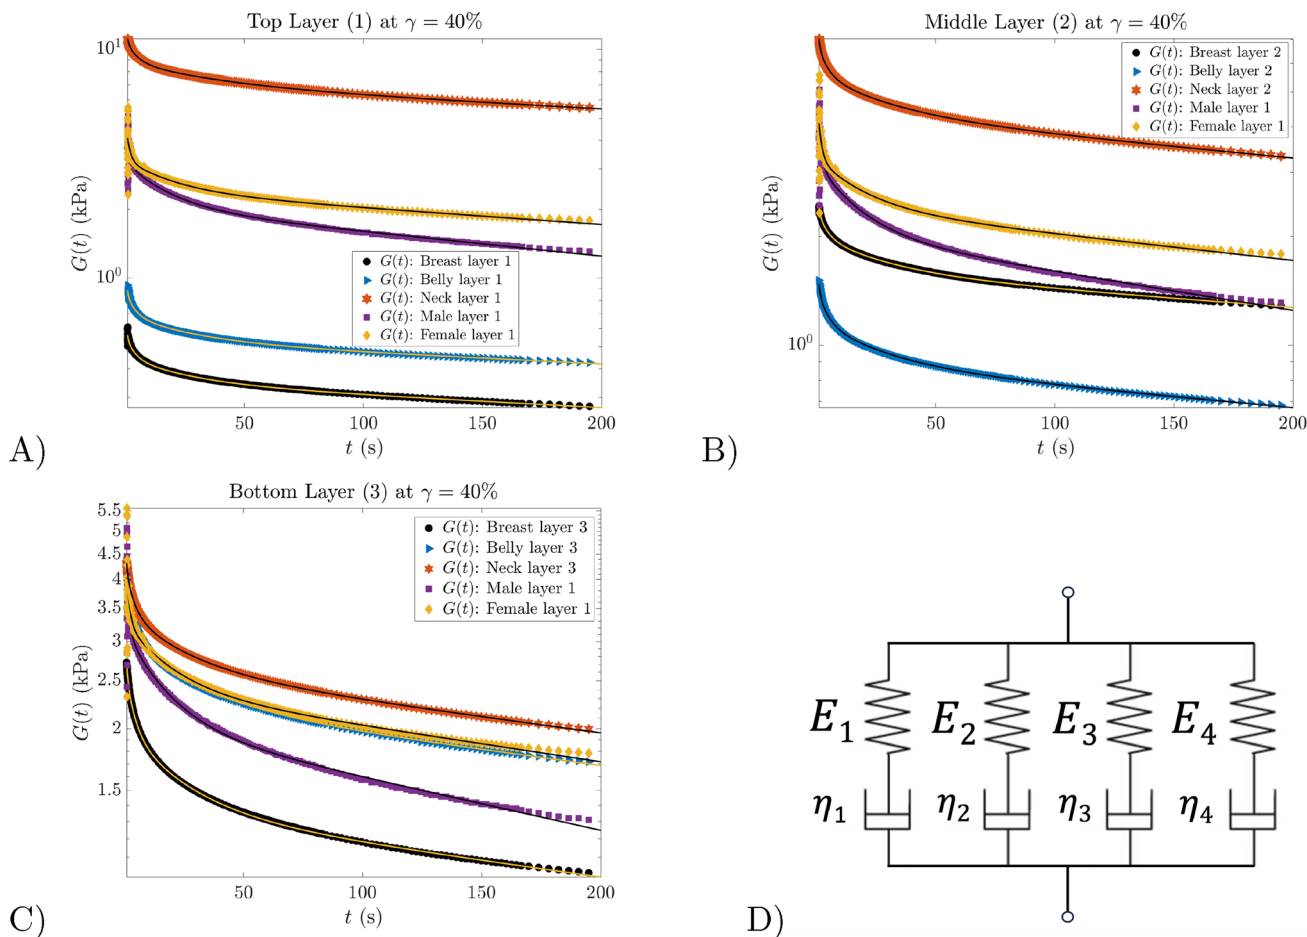 Top Layer (1) at γ = 40%
10¹
10⁰
G(t) (kPa)
G(t): Breast layer 1
G(t): Belly layer 1
G(t): Neck layer 1
G(t): Male layer 1
G(t): Female layer 1
50 100 150 200
t (s)
A)
Middle Layer (2) at γ = 40%
G(t): Breast layer 2
G(t): Belly layer 2
G(t): Neck layer 2
G(t): Male layer 1
G(t): Female layer 1
G(t) (kPa)
10⁰
50 100 150 200
t (s)
B)
Bottom Layer (3) at γ = 40%
5.5
5
4.5
4
3.5
3
2.5
2
1.5
G(t) (kPa)
G(t): Breast layer 3
G(t): Belly layer 3
G(t): Neck layer 3
G(t): Male layer 1
G(t): Female layer 1
50 100 150 200
t (s)
C)
E₁ E₂ E₃ E₄
η₁ η₂ η₃ η₄
D)